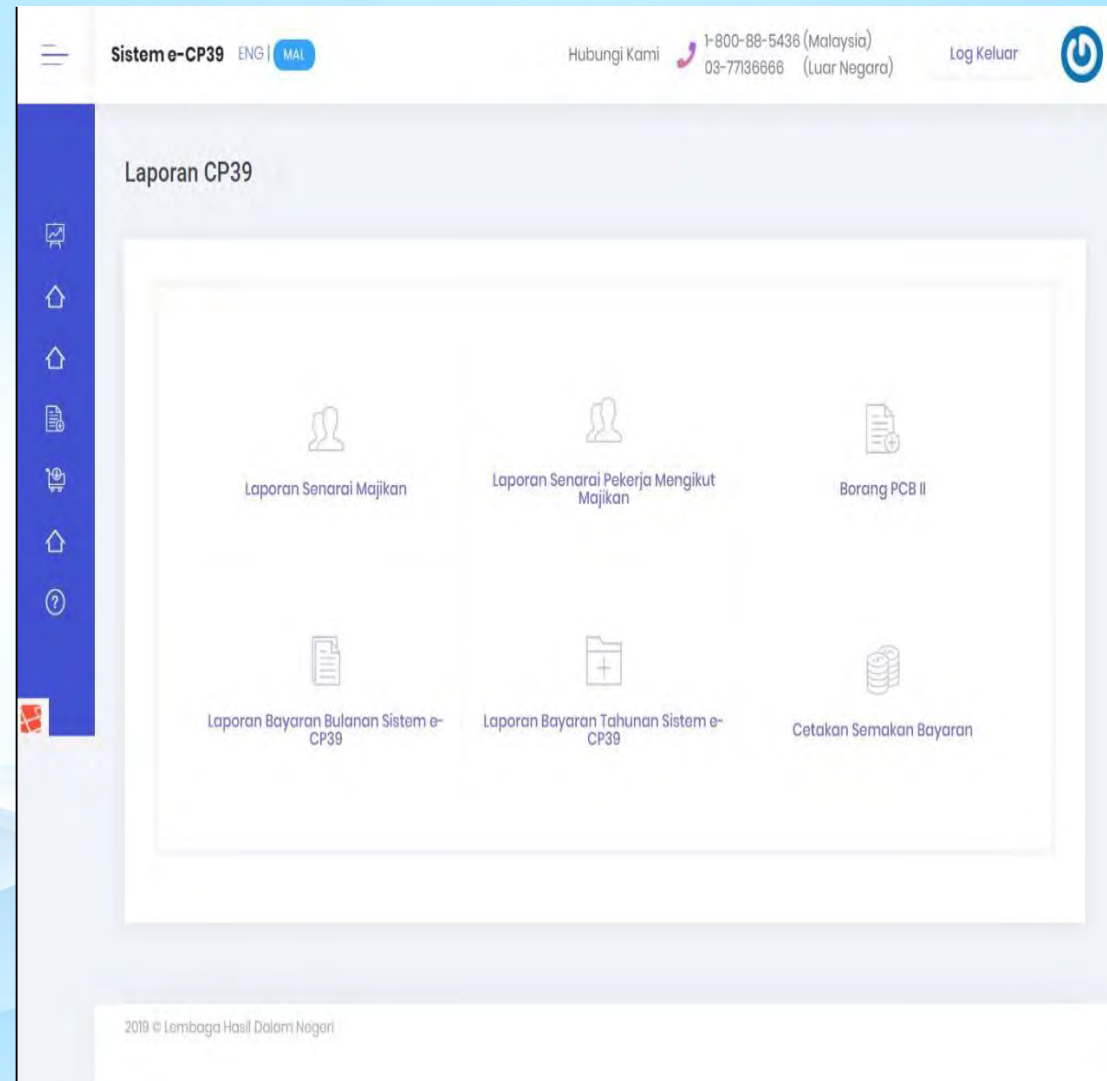 Sistem e-CP39 ENG | MAL
Hubungi Kami
1-800-88-5436 (Malaysia)
03-77136666 (Luar Negara)
Log Keluar
Laporan CP39
Laporan Senarai Majikan
Laporan Senarai Pekerja Mengikut
Majikan
Borang PCB II
Laporan Bayaran Bulanan Sistem e-
CP39
Laporan Bayaran Tahunan Sistem e-
CP39
Cetakan Semakan Bayaran
2019 © Lembaga Hasil Dalam Negeri